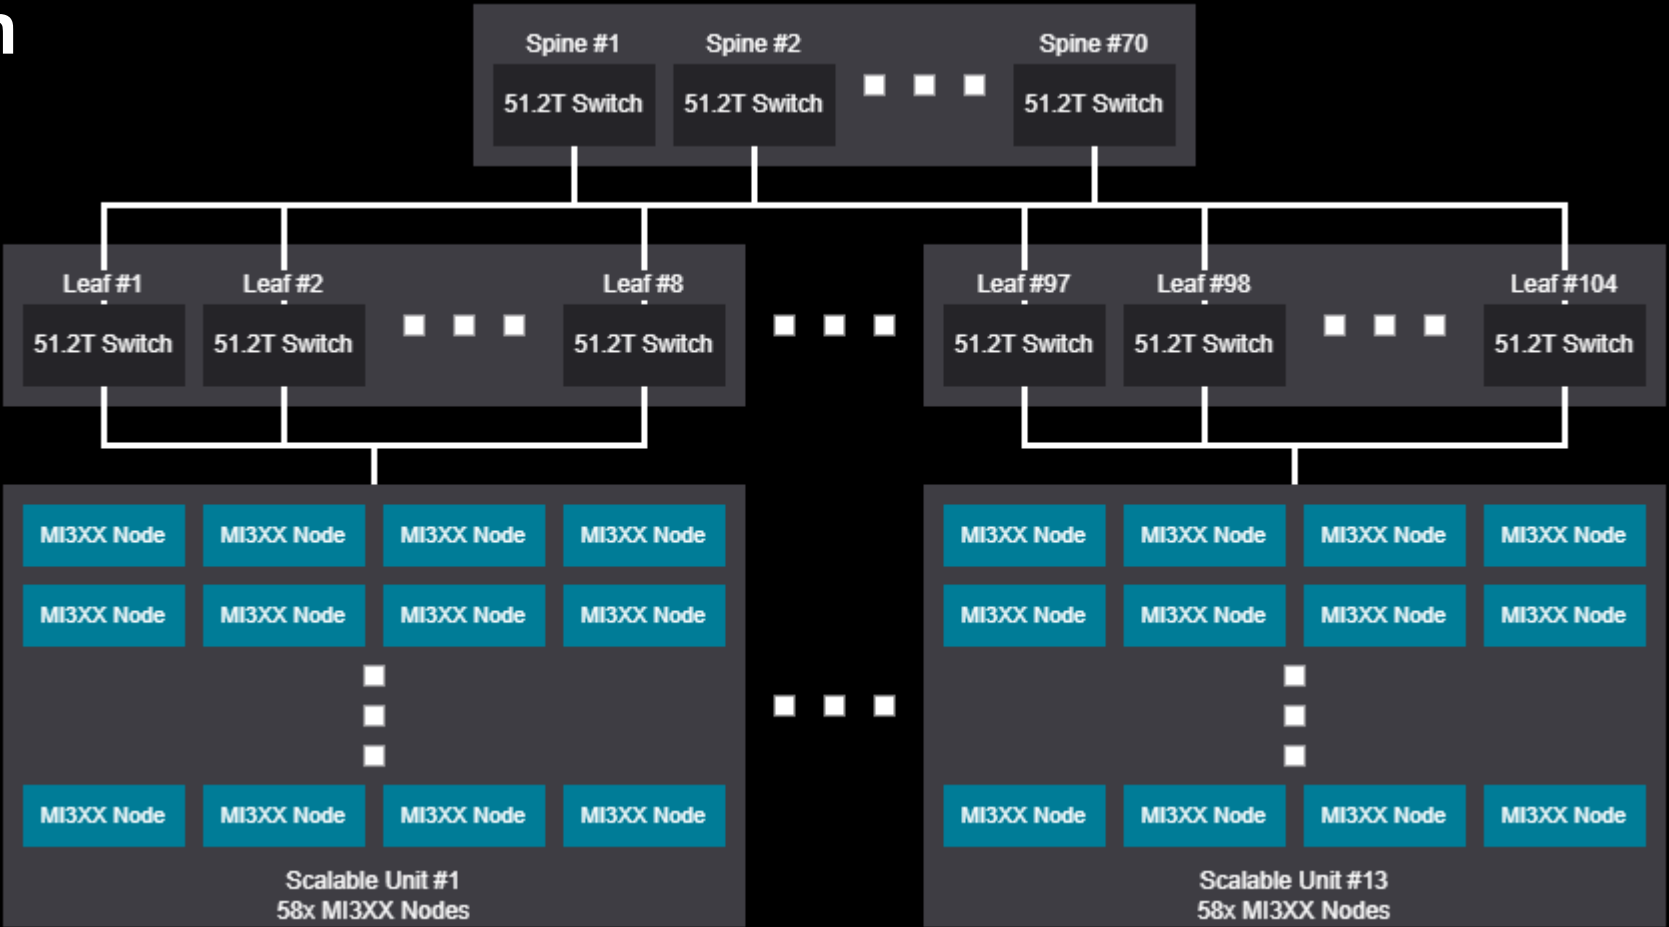 Spine #1 Spine #2 Spine #70
51.2T Switch 51.2T Switch 51.2T Switch
Leaf #1 Leaf #2 Leaf #8 Leaf #97 Leaf #98 Leaf #104
51.2T Switch 51.2T Switch 51.2T Switch 51.2T Switch 51.2T Switch 51.2T Switch
MI3XX Node MI3XX Node MI3XX Node MI3XX Node MI3XX Node MI3XX Node MI3XX Node MI3XX Node
MI3XX Node MI3XX Node MI3XX Node MI3XX Node MI3XX Node MI3XX Node MI3XX Node MI3XX Node
MI3XX Node MI3XX Node MI3XX Node MI3XX Node MI3XX Node MI3XX Node MI3XX Node MI3XX Node
Scalable Unit #1 Scalable Unit #13
58x MI3XX Nodes 58x MI3XX Nodes